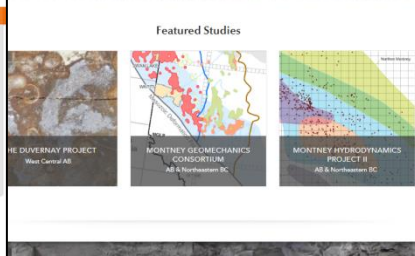 Featured Studies
HE DUVERNAY PROJECT
West Central AB
MONTNEY GEOMECHANICS
CONSORTIUM
AB & Northeastern BC
MONTNEY HYDRODYNAMICS
PROJECT II
AB & Northeastern BC